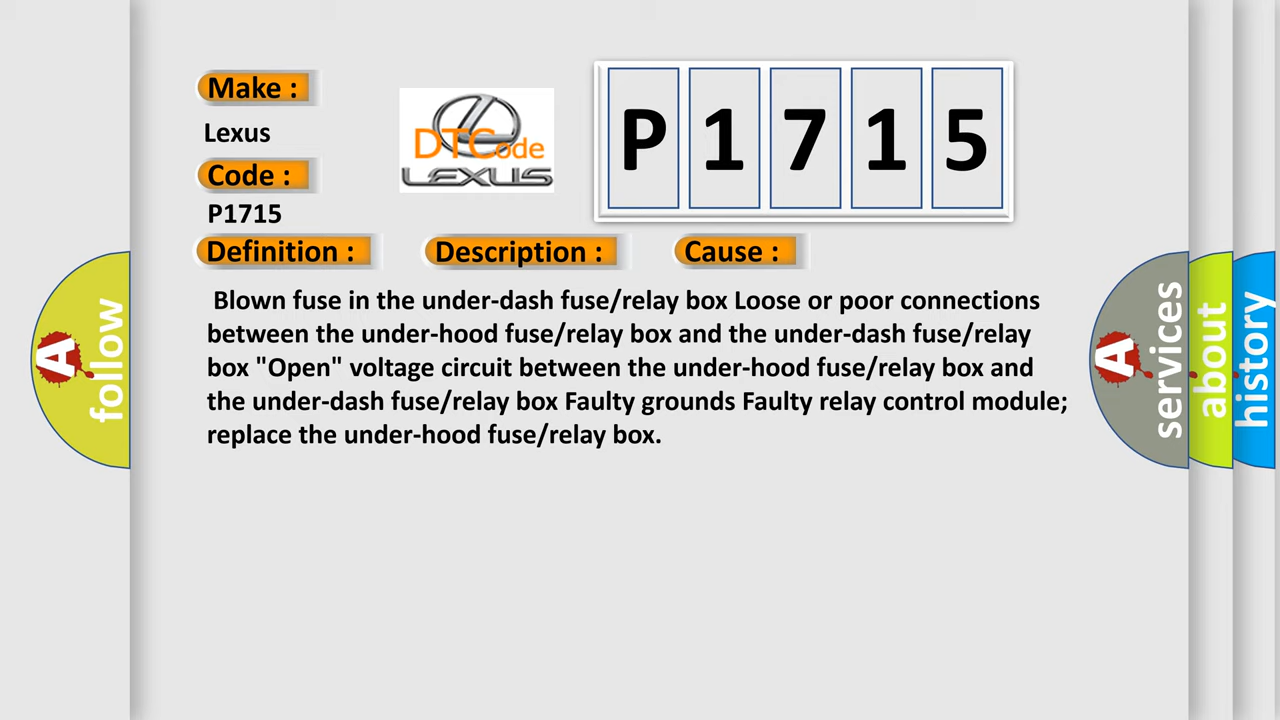 Make :
Lexus
Code :
P1715
DTCode
LEXUS
P 1 7 1 5
Definition :
Description :
Cause :
Blown fuse in the under-dash fuse/relay box Loose or poor connections
between the under-hood fuse/relay box and the under-dash fuse/relay
box "Open" voltage circuit between the under-hood fuse/relay box and
the under-dash fuse/relay box Faulty grounds Faulty relay control module;
replace the under-hood fuse/relay box.
A follow
A services
about
history